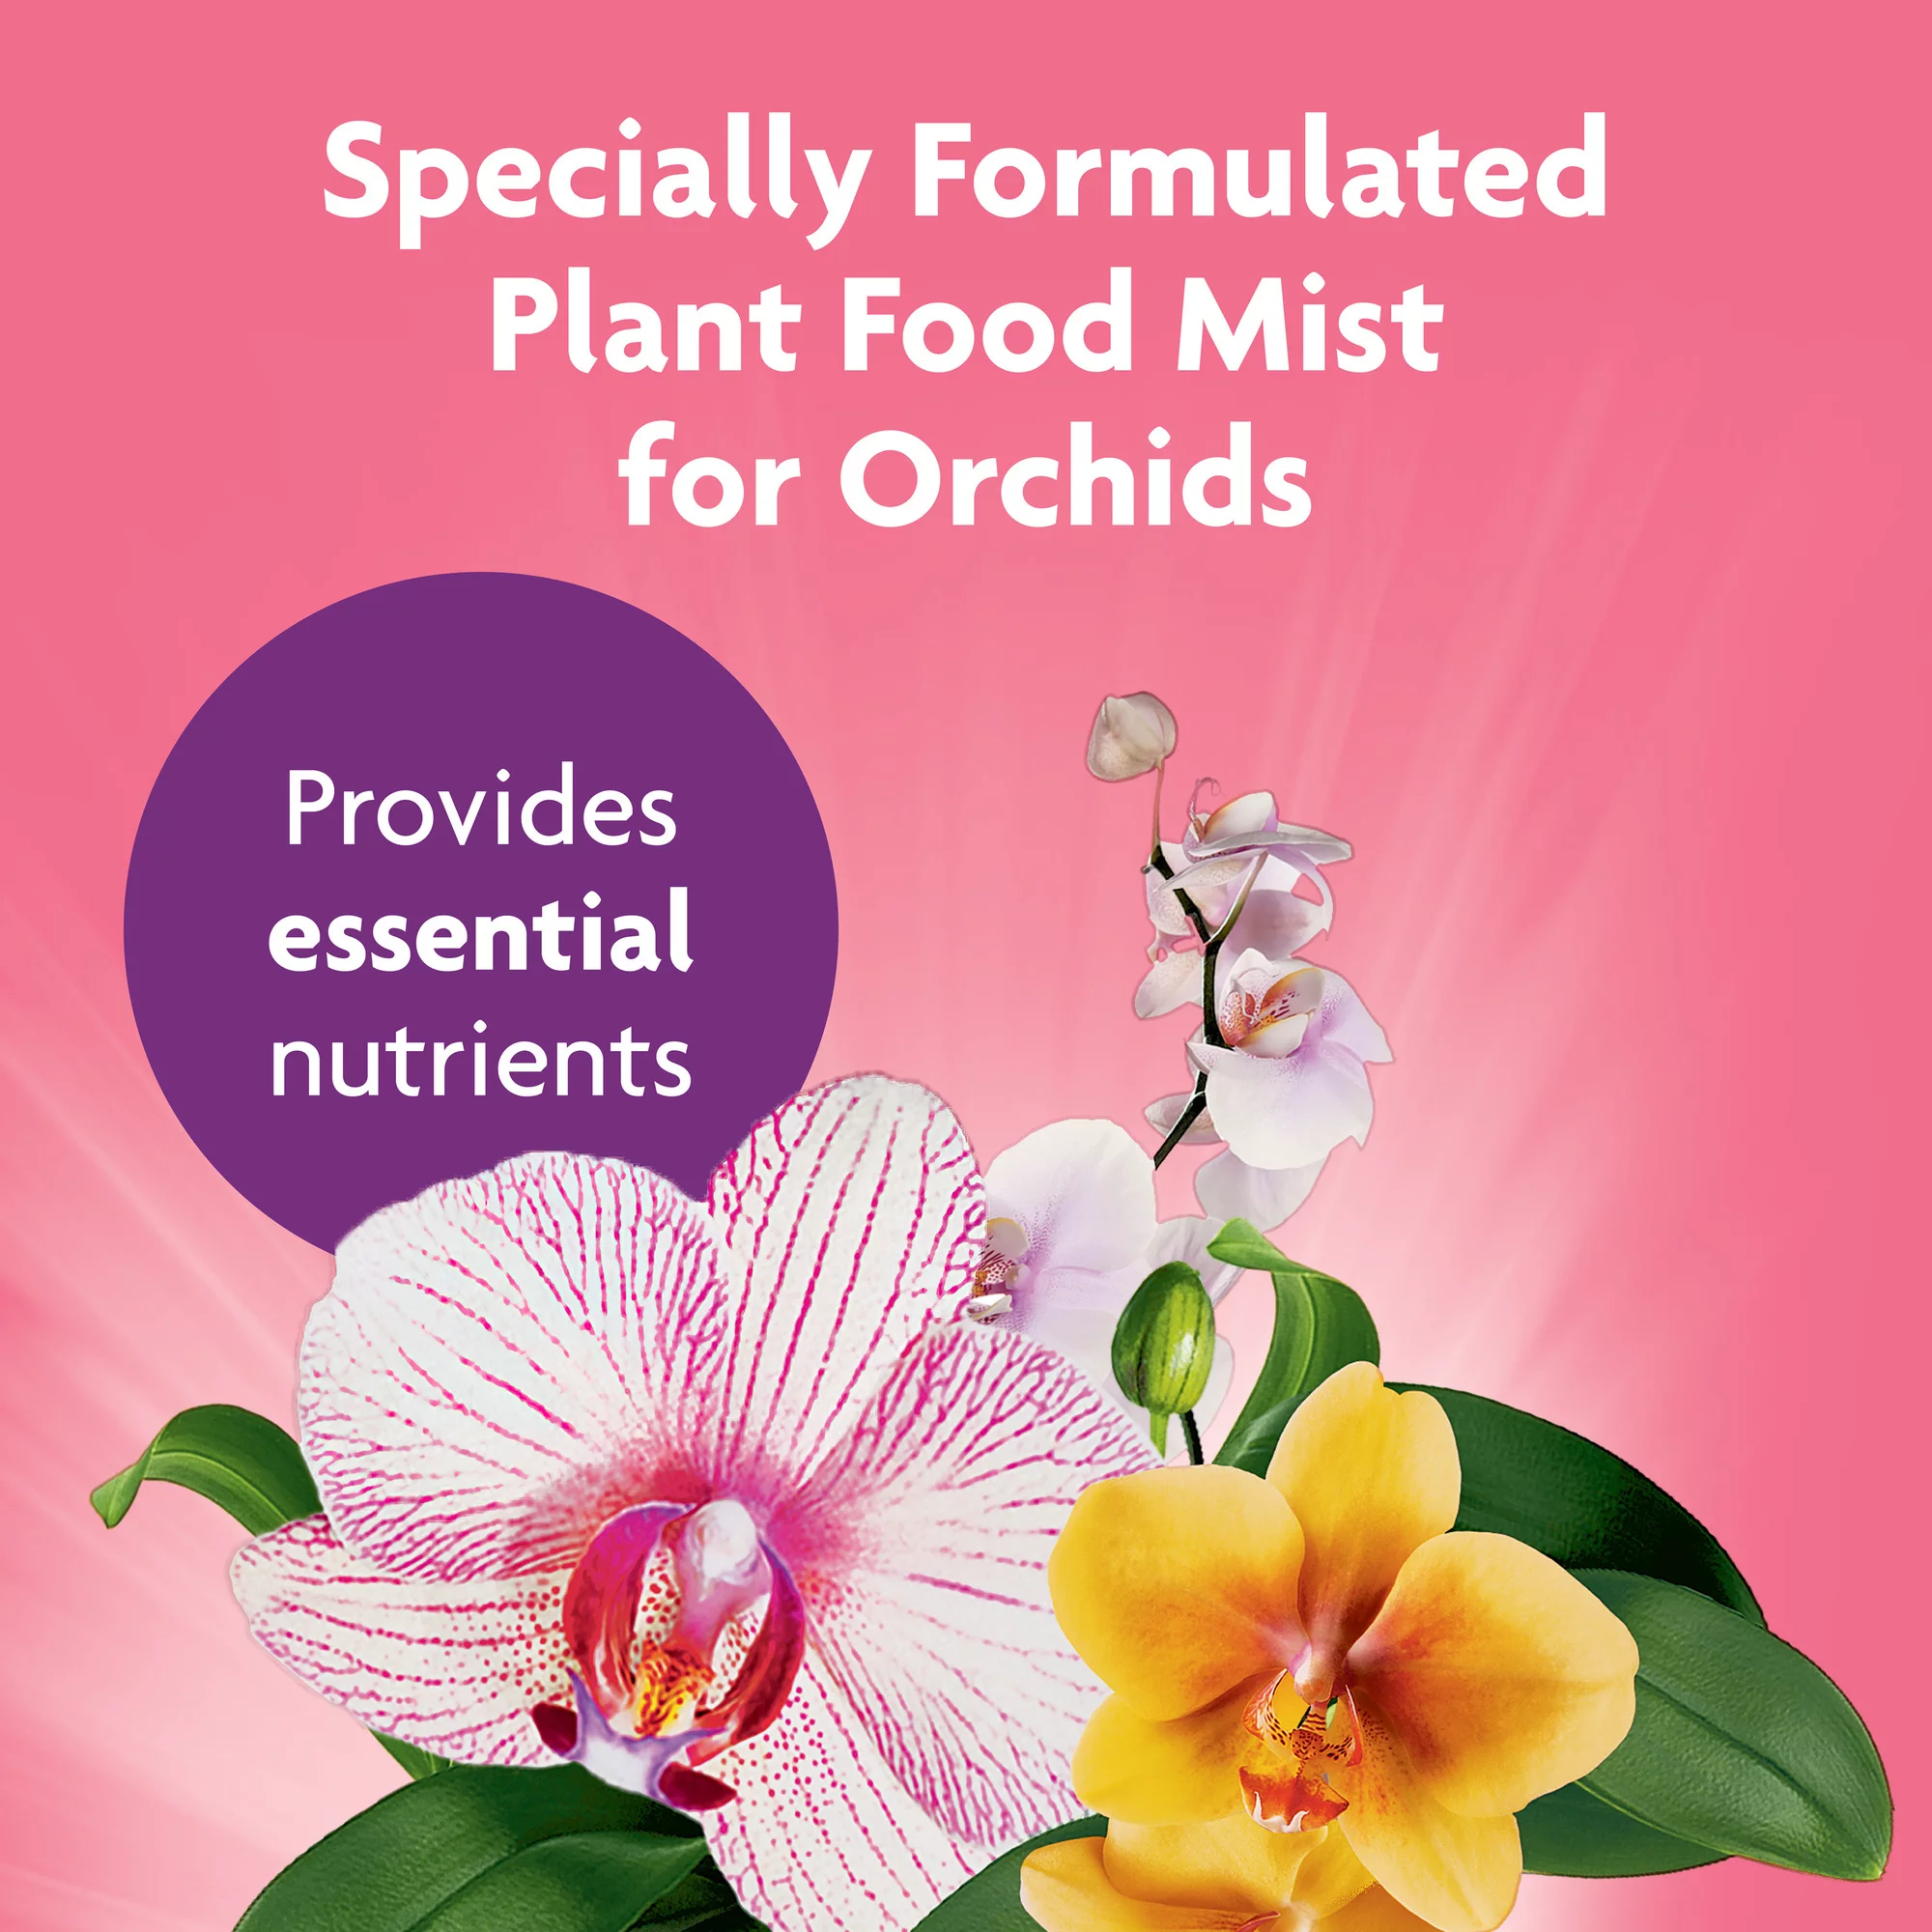 Specially Formulated
Plant Food Mist
for Orchids
Provides
essential
nutrients